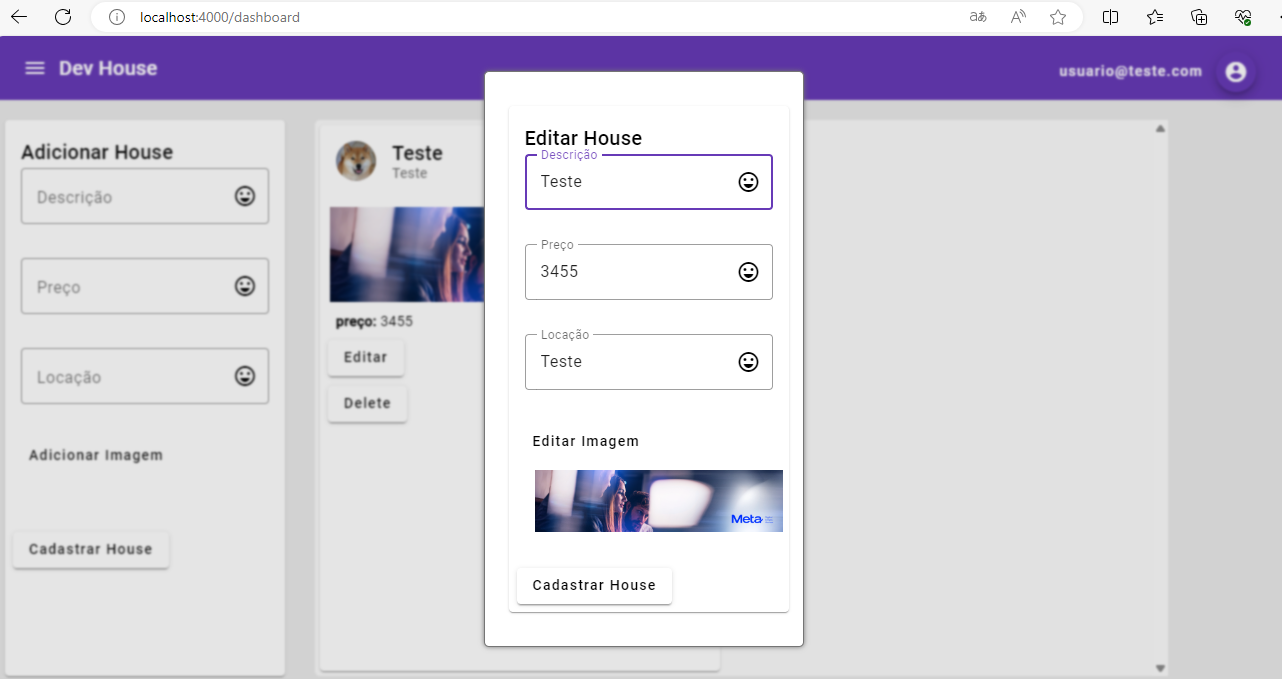 localhost:4000/dashboard
Dev House
usuario@teste.com
Adicionar House
Descrição
Preço
Locação
Adicionar Imagem
Cadastrar House
Teste
Teste
preço: 3455
Editar
Delete
Editar House
Descrição
Teste
Preço
3455
Locação
Teste
Editar Imagem
Meta
Cadastrar House